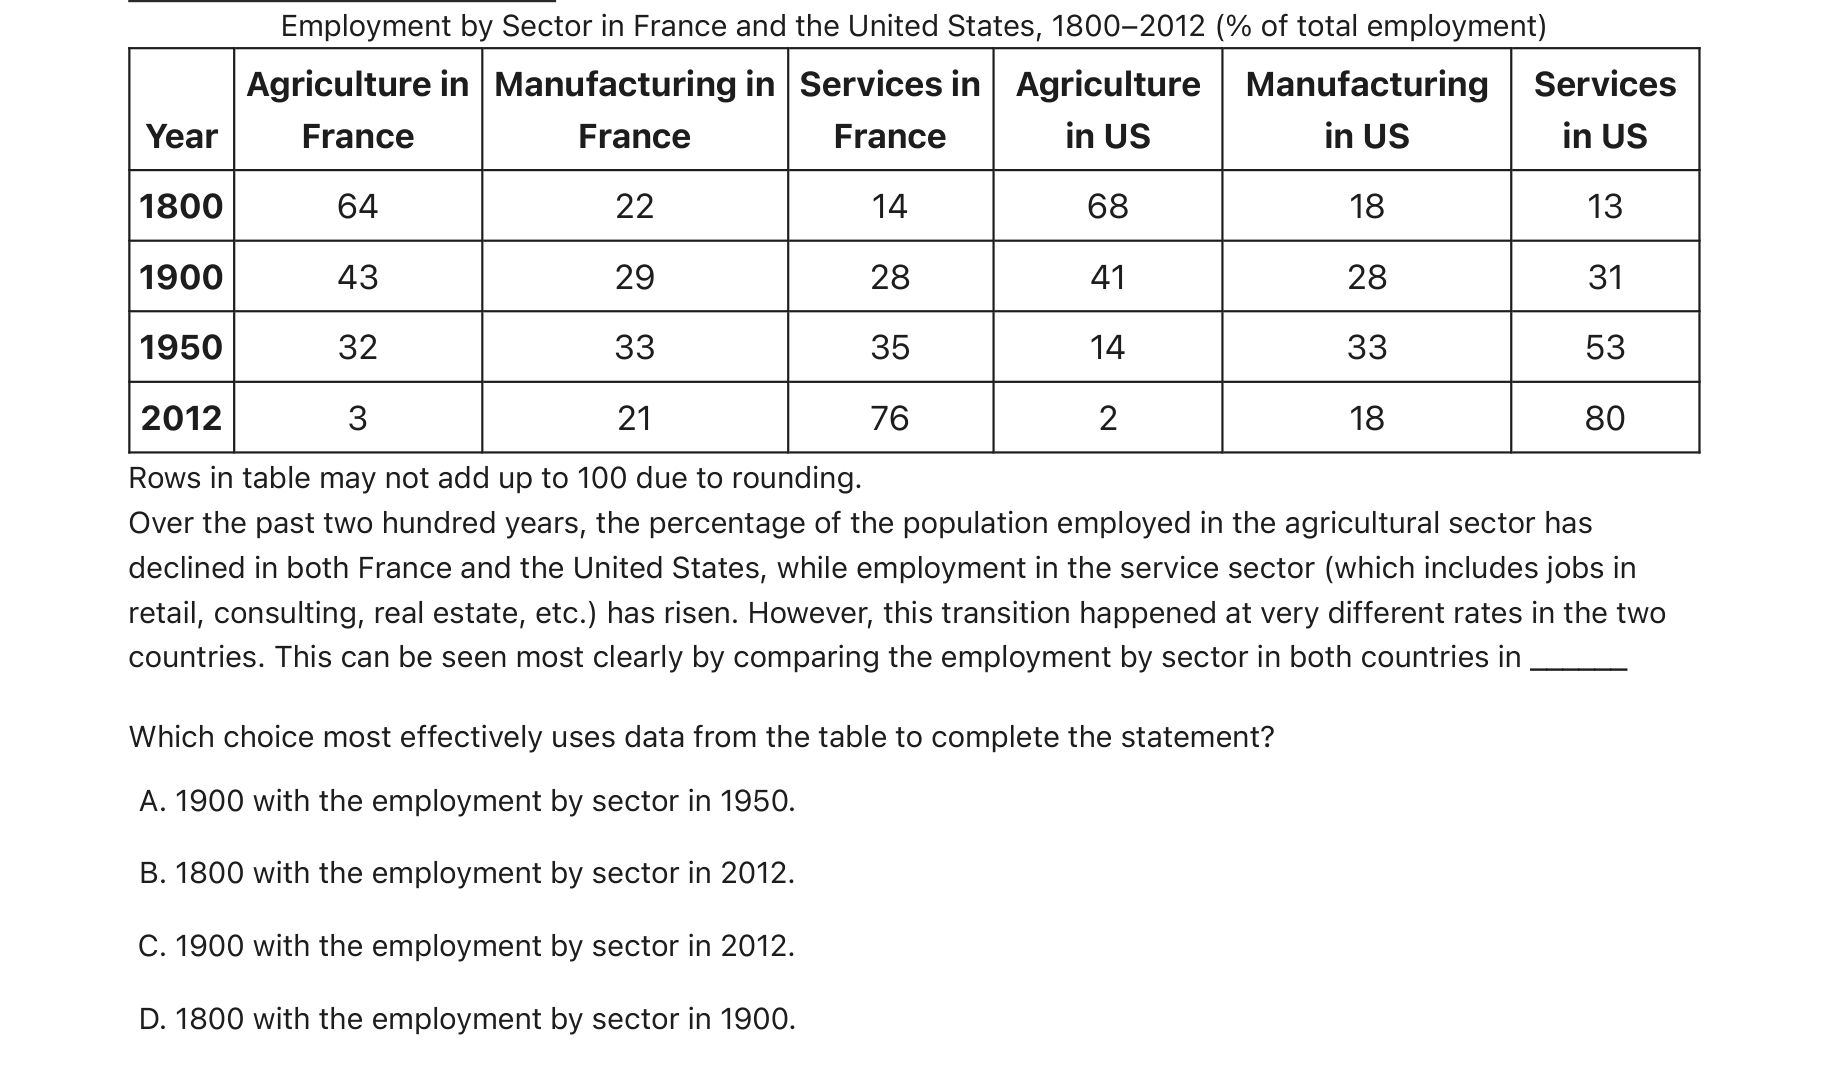 Employment by Sector in France and the United States, 1800–2012 (% of total employment)
Year Agriculture in France Manufacturing in France Services in France Agriculture in US Manufacturing in US Services in US
1800 64 22 14 68 18 13
1900 43 29 28 41 28 31
1950 32 33 35 14 33 53
2012 3 21 76 2 18 80
Rows in table may not add up to 100 due to rounding.
Over the past two hundred years, the percentage of the population employed in the agricultural sector has
declined in both France and the United States, while employment in the service sector (which includes jobs in
retail, consulting, real estate, etc.) has risen. However, this transition happened at very different rates in the two
countries. This can be seen most clearly by comparing the employment by sector in both countries in ______
Which choice most effectively uses data from the table to complete the statement?
A. 1900 with the employment by sector in 1950.
B. 1800 with the employment by sector in 2012.
C. 1900 with the employment by sector in 2012.
D. 1800 with the employment by sector in 1900.